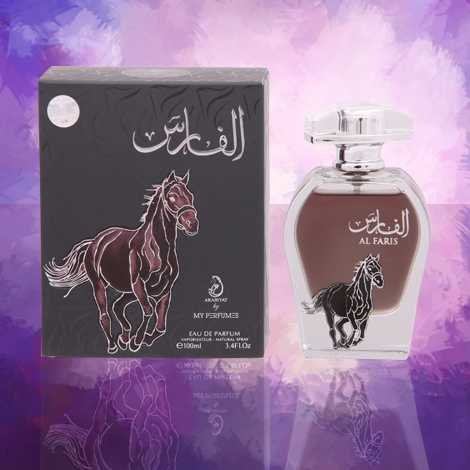 الفارس
ARABIYAT
by
MY PERFUMES
EAU DE PARFUM
VAPORISATEUR - NATURAL SPRAY
℮100ml 3.4Fl.Oz
الفارس
AL FARIS